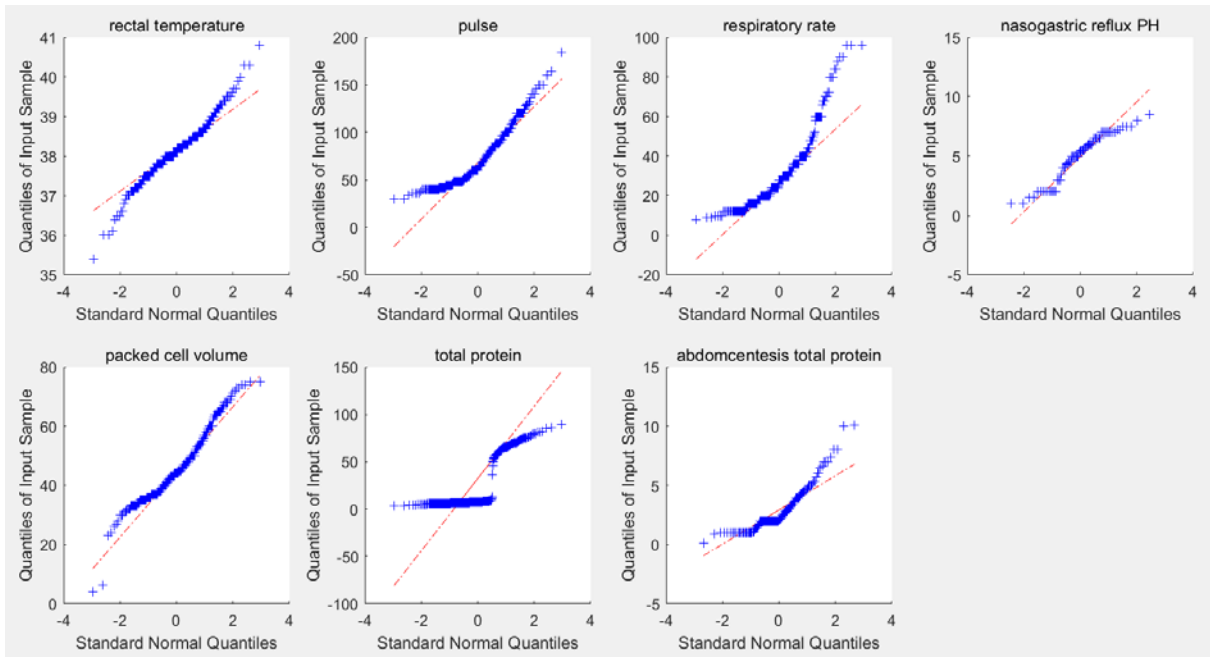 rectal temperature
41
40
39
38
37
36
35
-4 -2 0 2 4
Standard Normal Quantiles
Quantiles of Input Sample
pulse
200
150
100
50
0
-50
-4 -2 0 2 4
Standard Normal Quantiles
Quantiles of Input Sample
respiratory rate
100
80
60
40
20
0
-20
-4 -2 0 2 4
Standard Normal Quantiles
Quantiles of Input Sample
nasogastric reflux PH
15
10
5
0
-5
-4 -2 0 2 4
Standard Normal Quantiles
Quantiles of Input Sample
packed cell volume
80
60
40
20
0
-4 -2 0 2 4
Standard Normal Quantiles
Quantiles of Input Sample
total protein
150
100
50
0
-50
-100
-4 -2 0 2 4
Standard Normal Quantiles
Quantiles of Input Sample
abdomcentesis total protein
15
10
5
0
-5
-4 -2 0 2 4
Standard Normal Quantiles
Quantiles of Input Sample